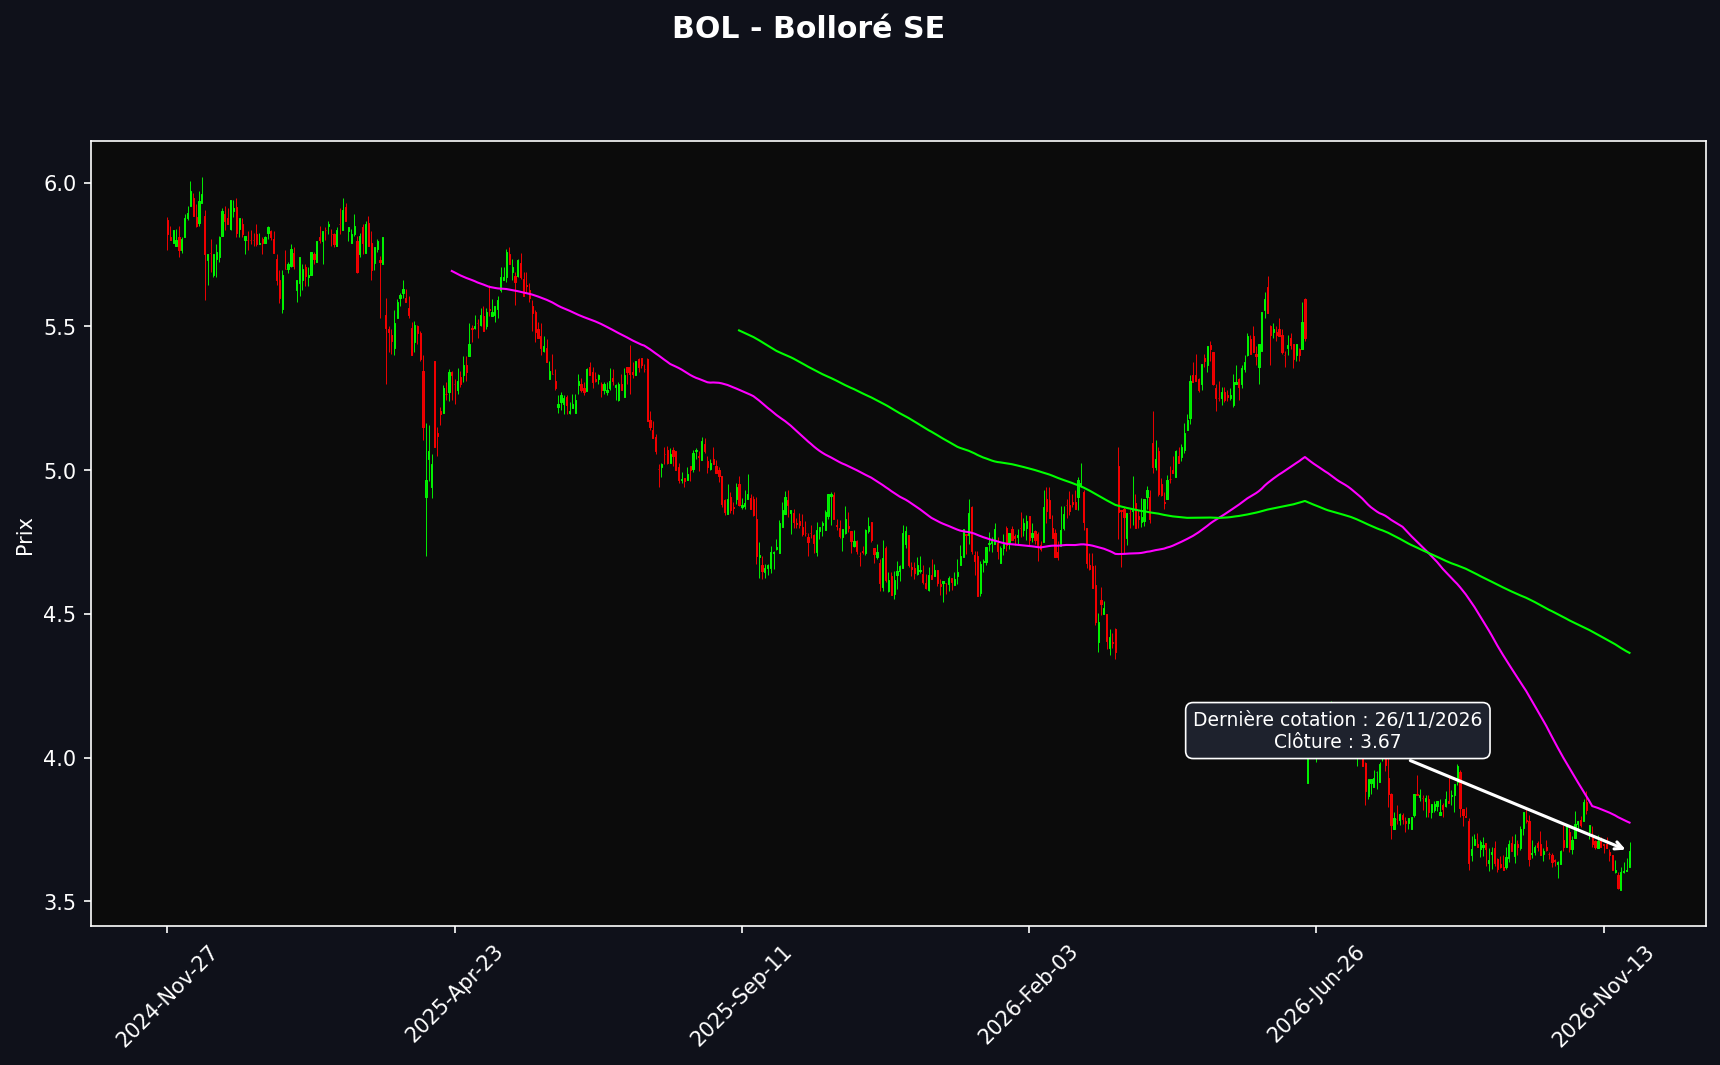 BOL - Bolloré SE
Prix
6.0
5.5
5.0
4.5
4.0
3.5
Dernière cotation : 26/11/2026
Clôture : 3.67
2024-Nov-27
2025-Apr-23
2025-Sep-11
2026-Feb-03
2026-Jun-26
2026-Nov-13